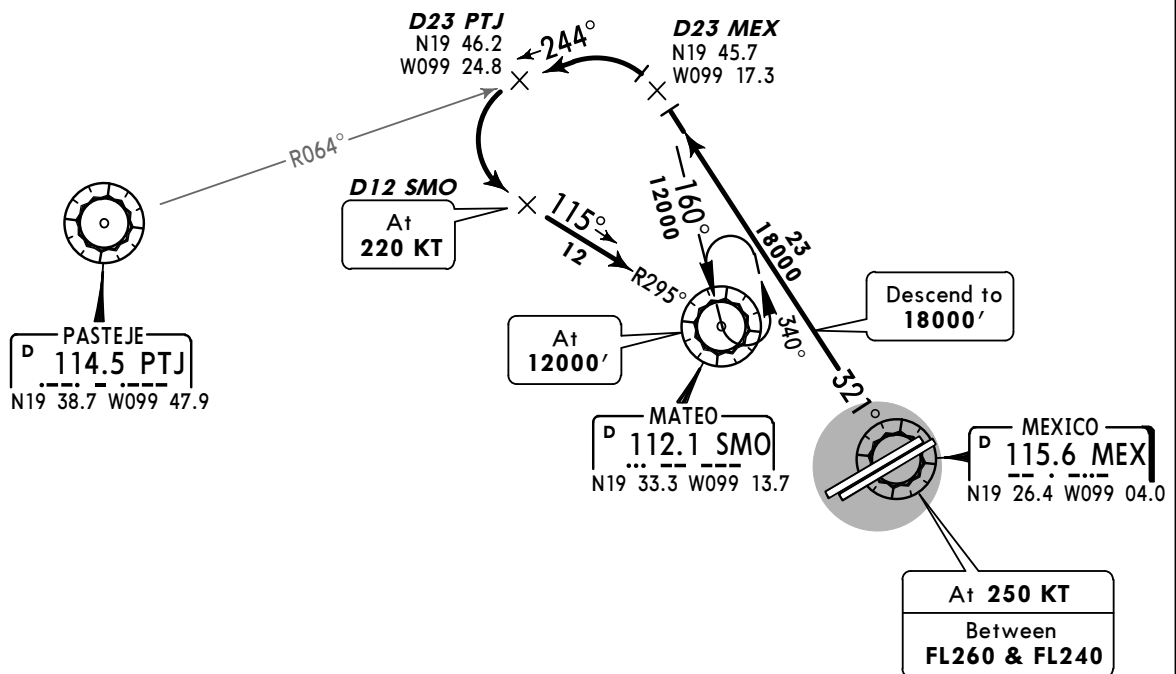 D23 PTJ
N19 46.2
W099 24.8
244°
D23 MEX
N19 45.7
W099 17.3
R064°
D12 SMO
At
220 KT
115°
12
R295°
160°
12000
23
18000
Descend to
18000′
340°
At
12000′
321°
PASTEJE
D 114.5 PTJ
N19 38.7 W099 47.9
MATEO
D 112.1 SMO
N19 33.3 W099 13.7
MEXICO
D 115.6 MEX
N19 26.4 W099 04.0
At 250 KT
Between
FL260 & FL240